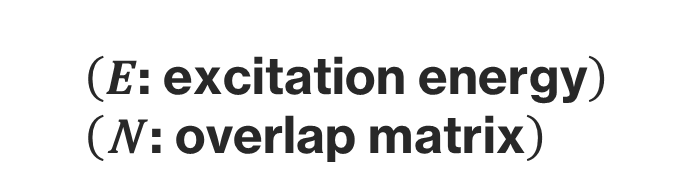 (E: excitation energy)
(N: overlap matrix)